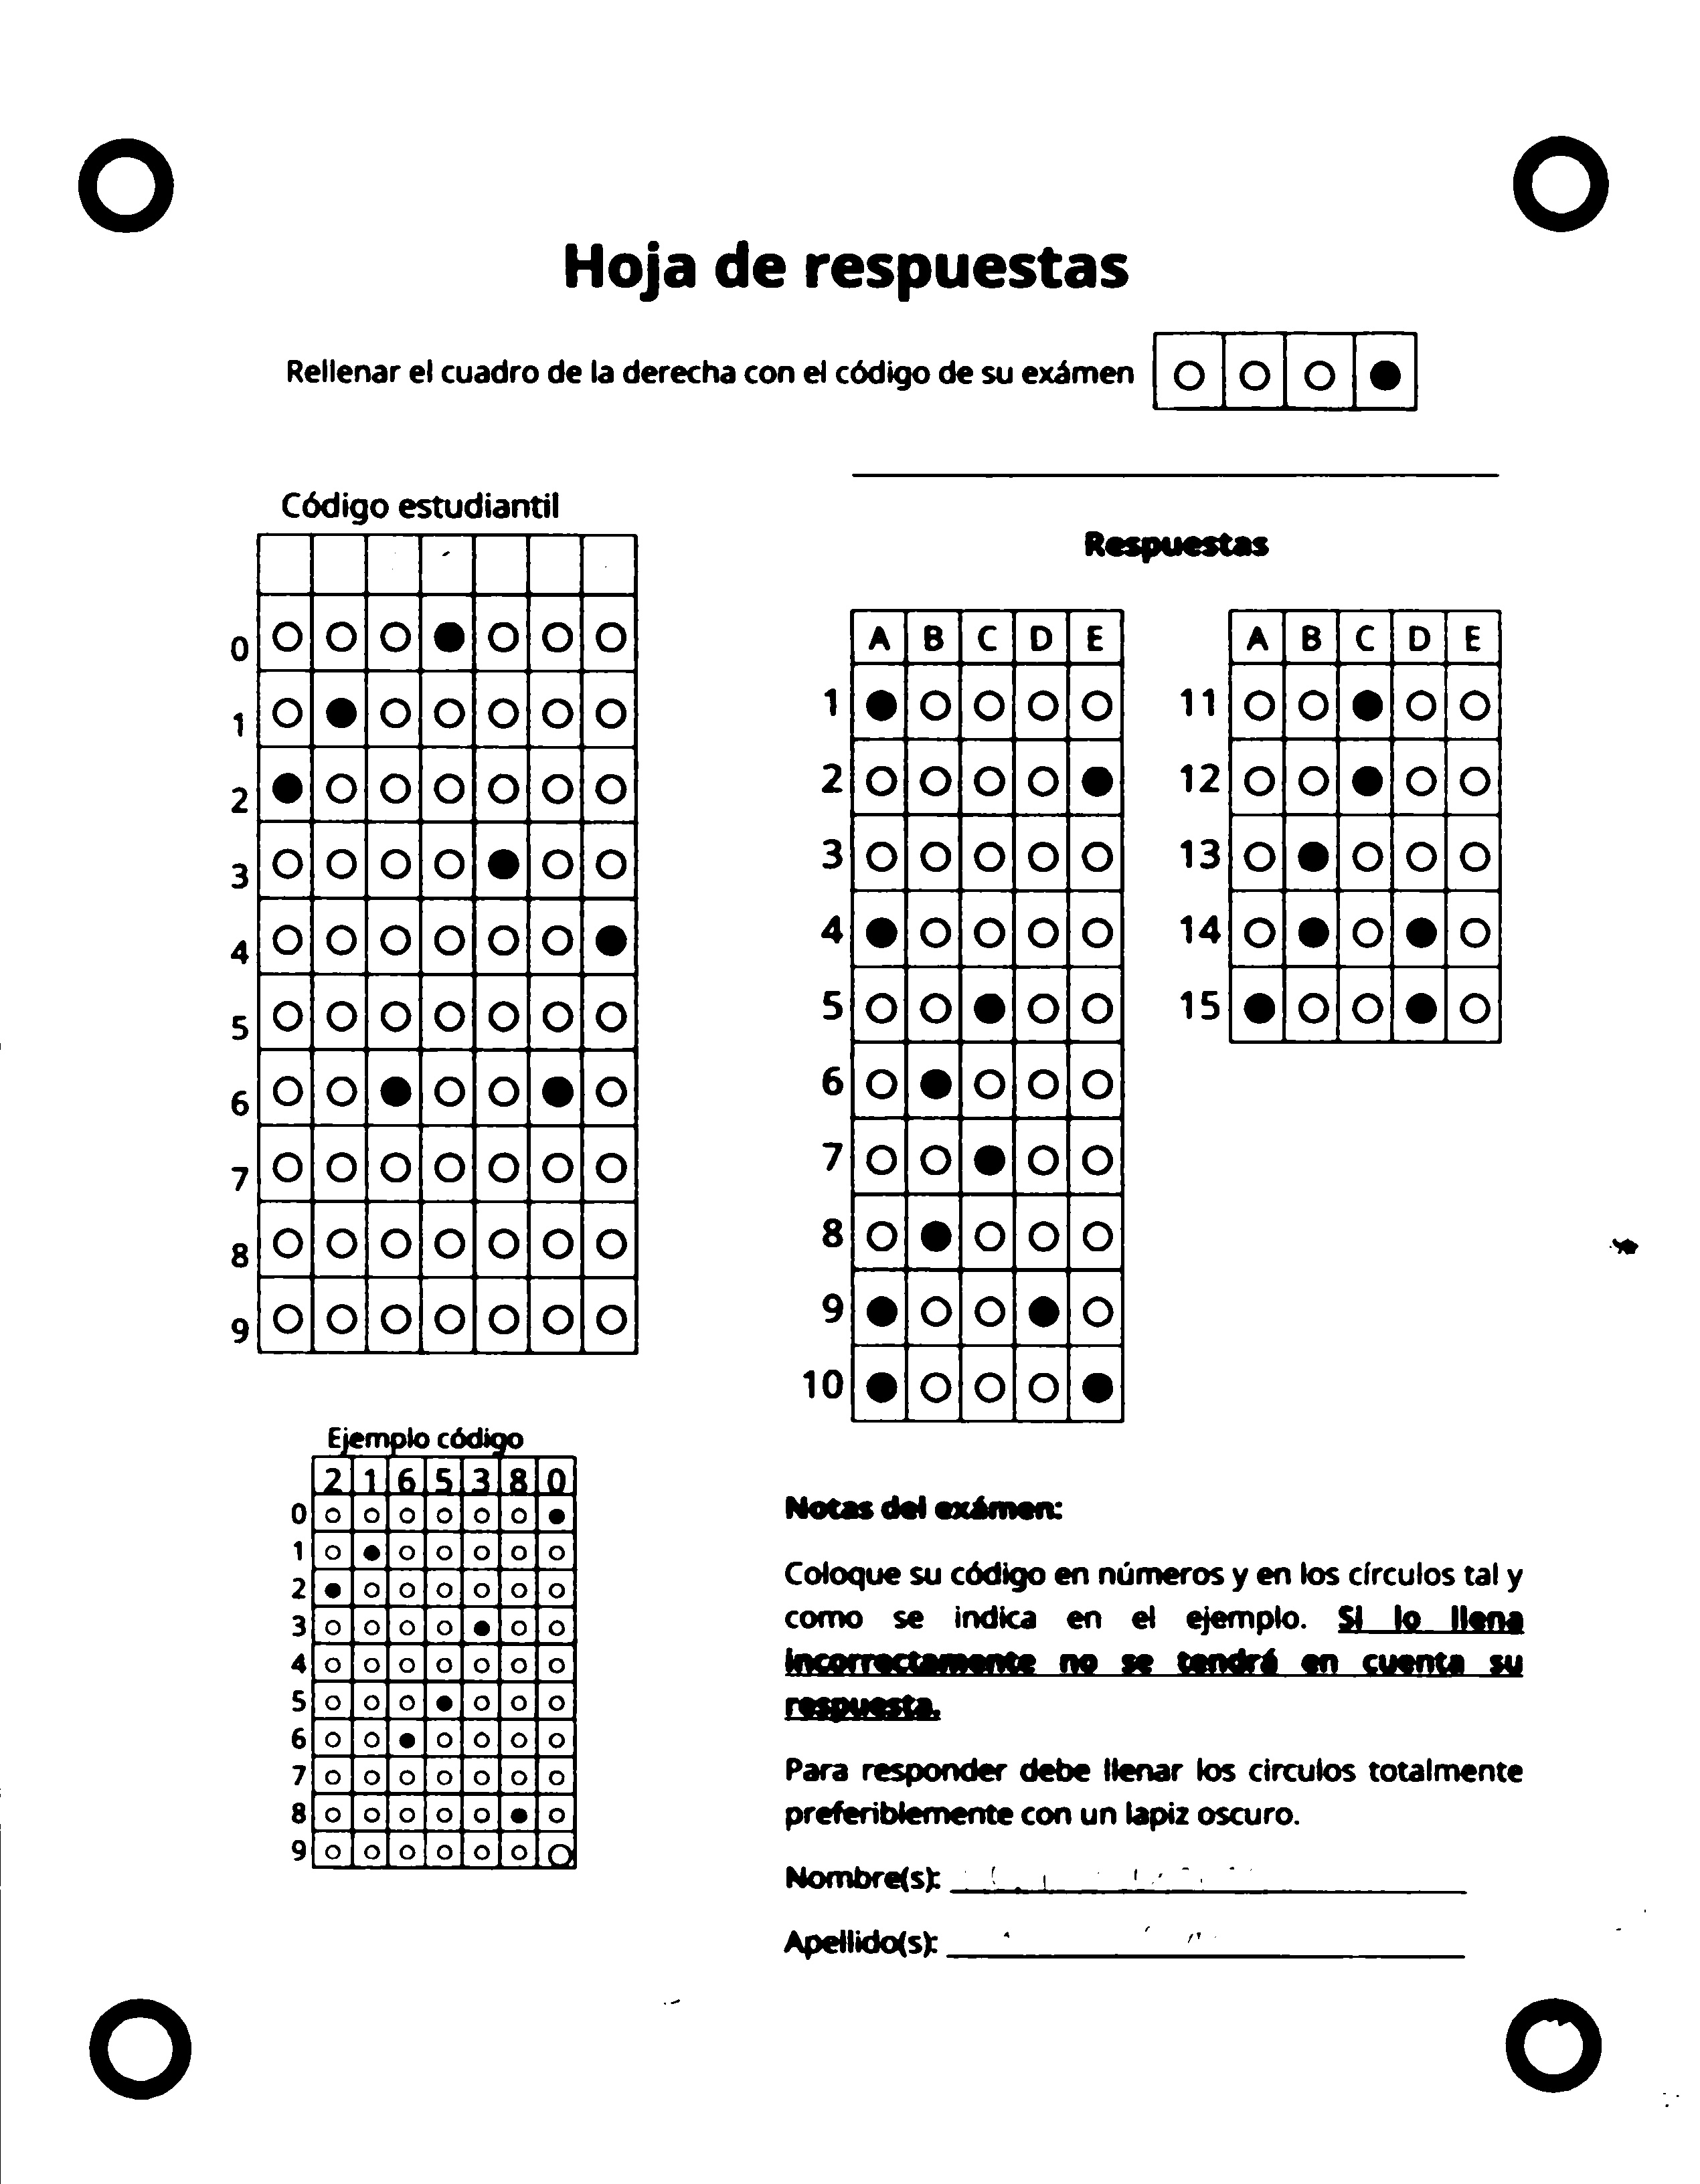 Hoja de respuestas
Rellenar el cuadro de la derecha con el código de su exámen
Código estudiantil
0
1
2
3
4
5
6
7
8
9
Respuestas
A B C D E
1
2
3
4
5
6
7
8
9
10
A B C D E
11
12
13
14
15
Ejemplo código
2 1 6 5 3 8 0
0
1
2
3
4
5
6
7
8
9
Notas del exámen:
Coloque su código en números y en los círculos tal y
como se indica en el ejemplo. Si lo llena
incorrectamente no se tendrá en cuenta su
respuesta.
Para responder debe llenar los circulos totalmente
preferiblemente con un lapiz oscuro.
Nombre(s):
Apellido(s):